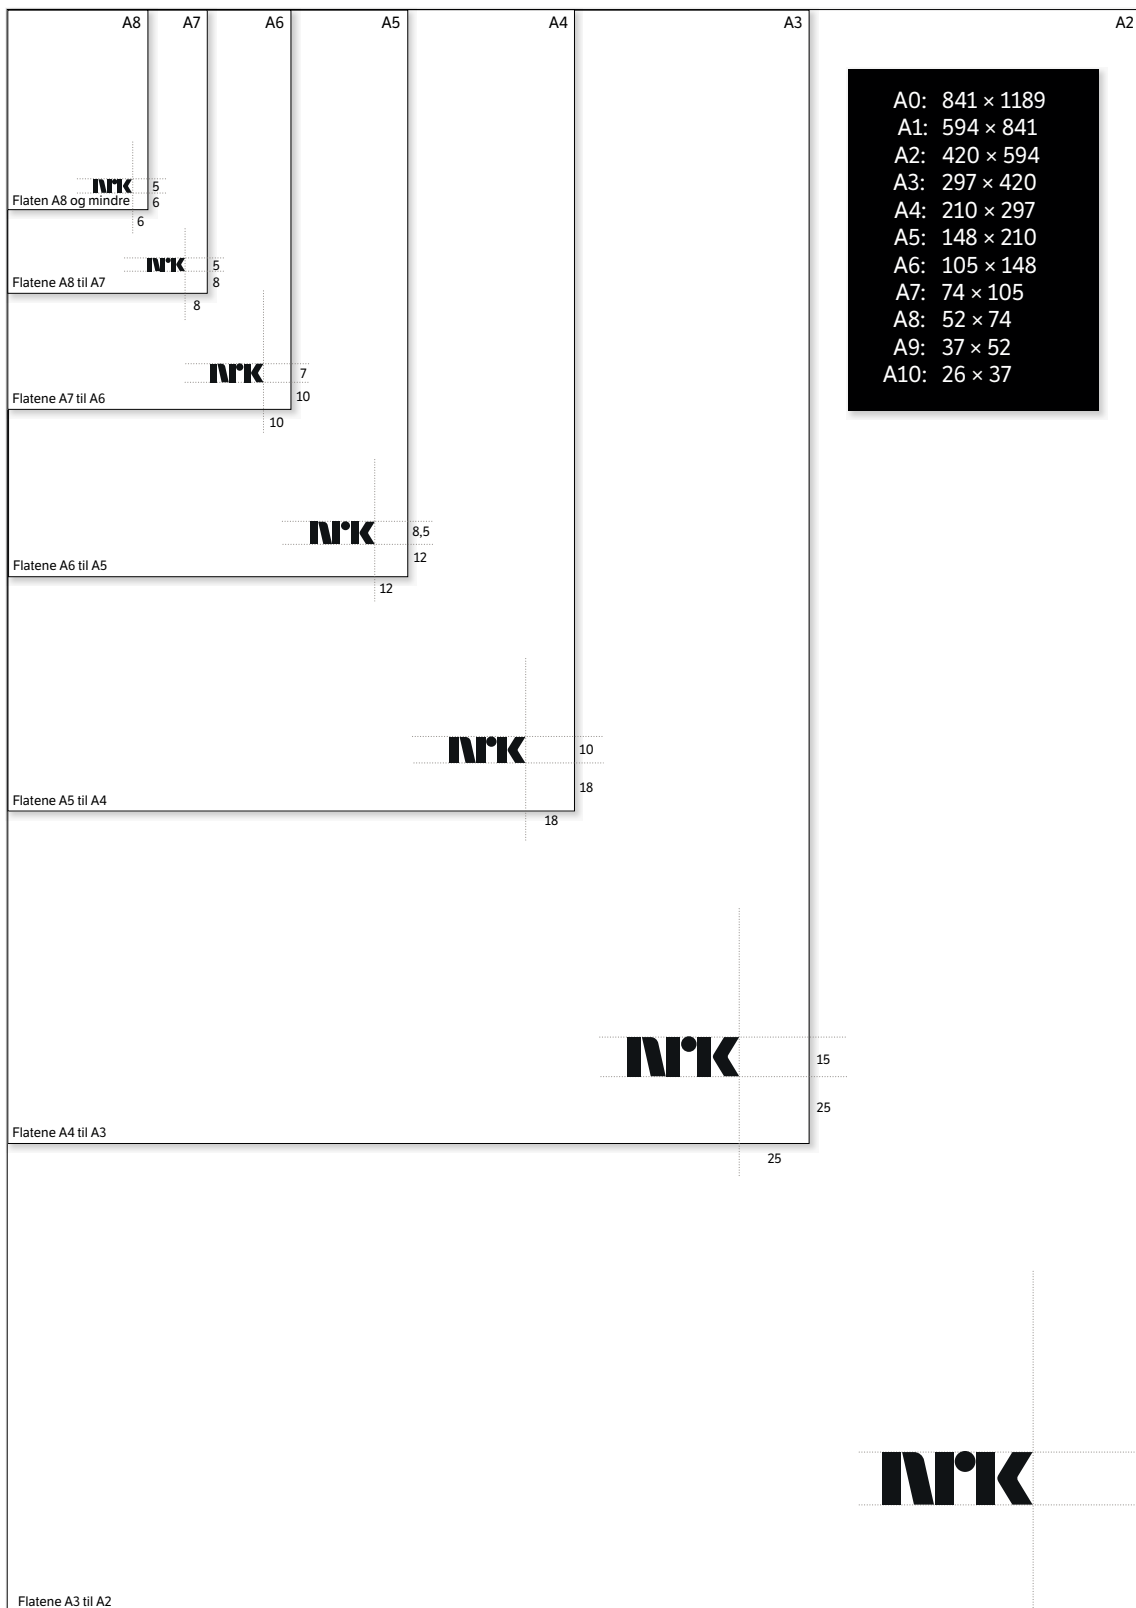 A8
A7
A6
A5
A4
A3
A2
A0: 841 × 1189
A1: 594 × 841
A2: 420 × 594
A3: 297 × 420
A4: 210 × 297
A5: 148 × 210
A6: 105 × 148
A7: 74 × 105
A8: 52 × 74
A9: 37 × 52
A10: 26 × 37
NrK
5
Flaten A8 og mindre
6
6
NrK
5
Flatene A8 til A7
8
8
NrK
7
Flatene A7 til A6
10
10
NrK
8,5
12
Flatene A6 til A5
12
NrK
10
18
Flatene A5 til A4
18
NrK
15
25
Flatene A4 til A3
25
NrK
Flatene A3 til A2